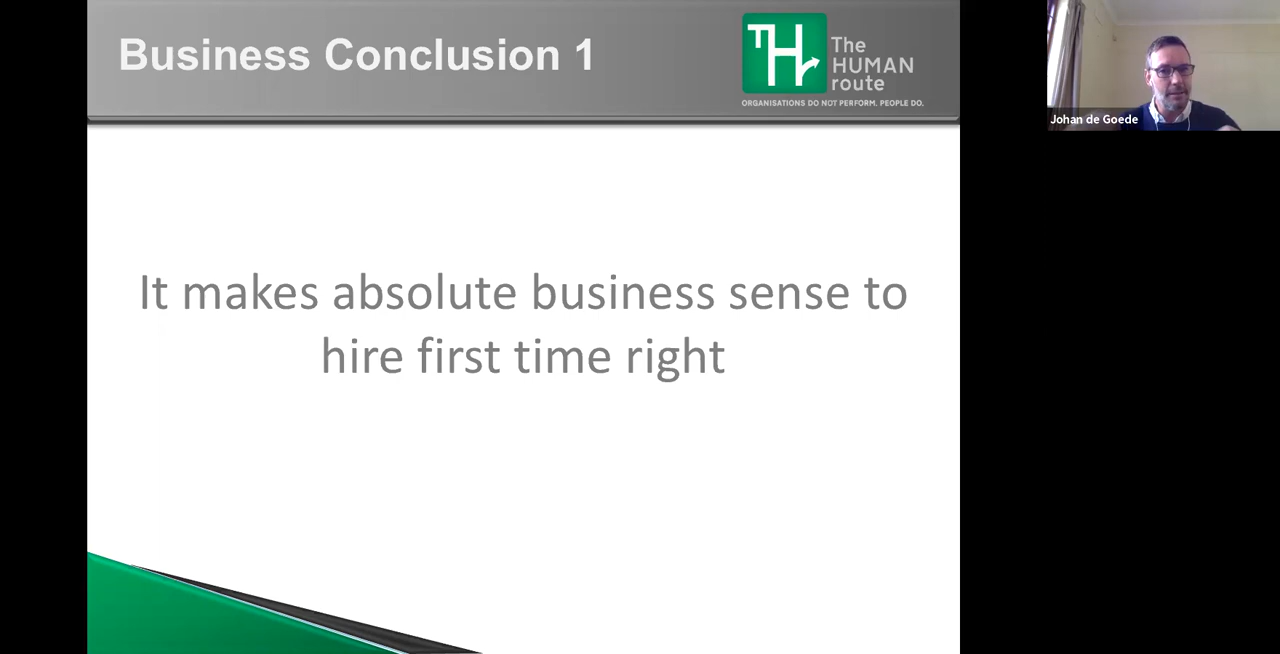 Business Conclusion 1
TH
The
HUMAN
route
ORGANISATIONS DO NOT PERFORM. PEOPLE DO.
Johan de Goede
It makes absolute business sense to
hire first time right